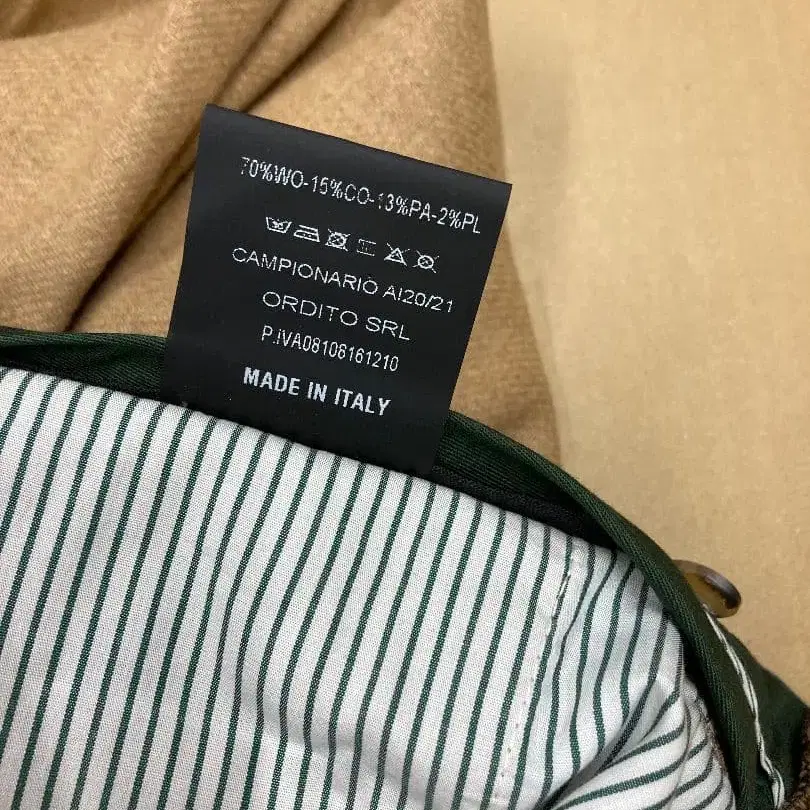 70%WO-15%CO-13%PA-2%PL
CAMPIONARIO AI20/21
ORDITO SRL
P.IVA08108161210
MADE IN ITALY